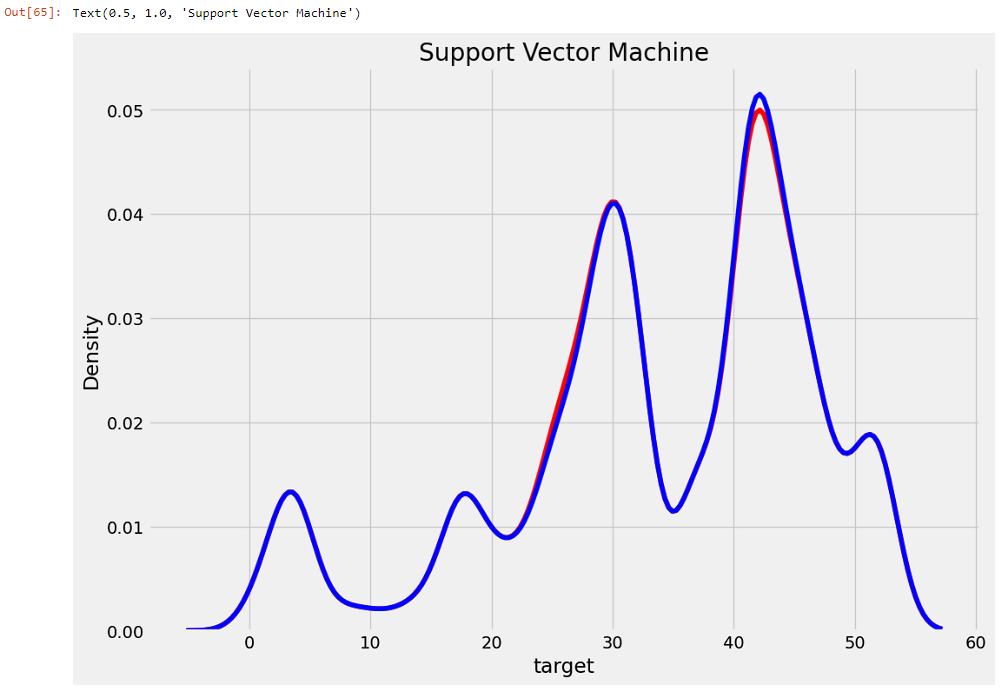 Out[65]: Text(0.5, 1.0, 'Support Vector Machine')
Support Vector Machine
0.05
0.04
0.03
Density
0.02
0.01
0.00
0 10 20 30 40 50 60
target